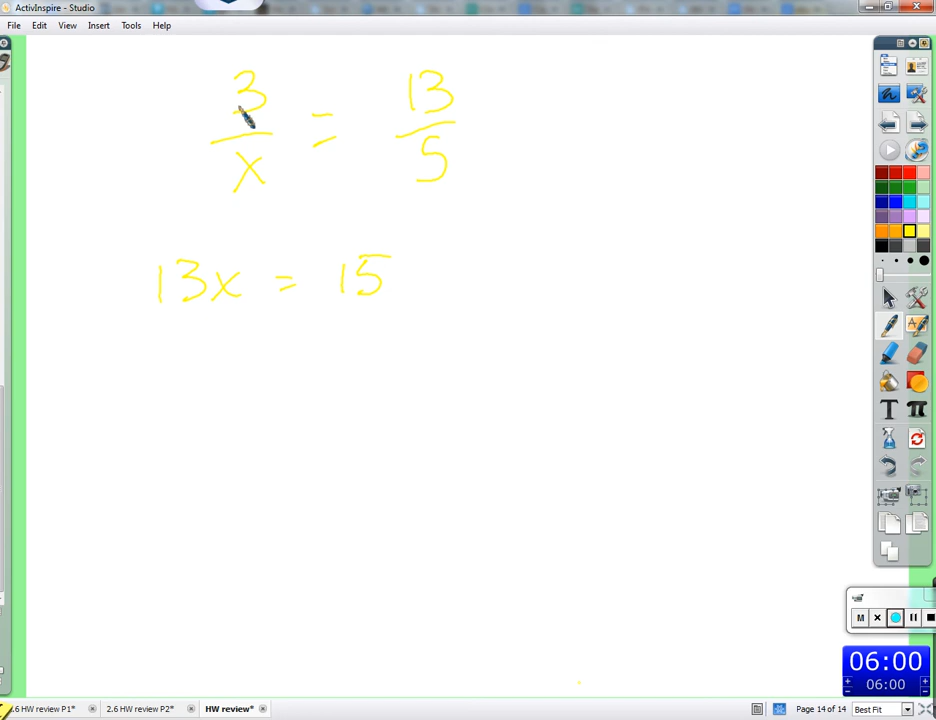 ActivInspire - Studio
File Edit View Insert Tools Help
3 13
— = —
x 5
13x = 15
M
06:00
06:00
.6 HW review P1* 2.6 HW review P2* HW review* Page 14 of 14 Best Fit